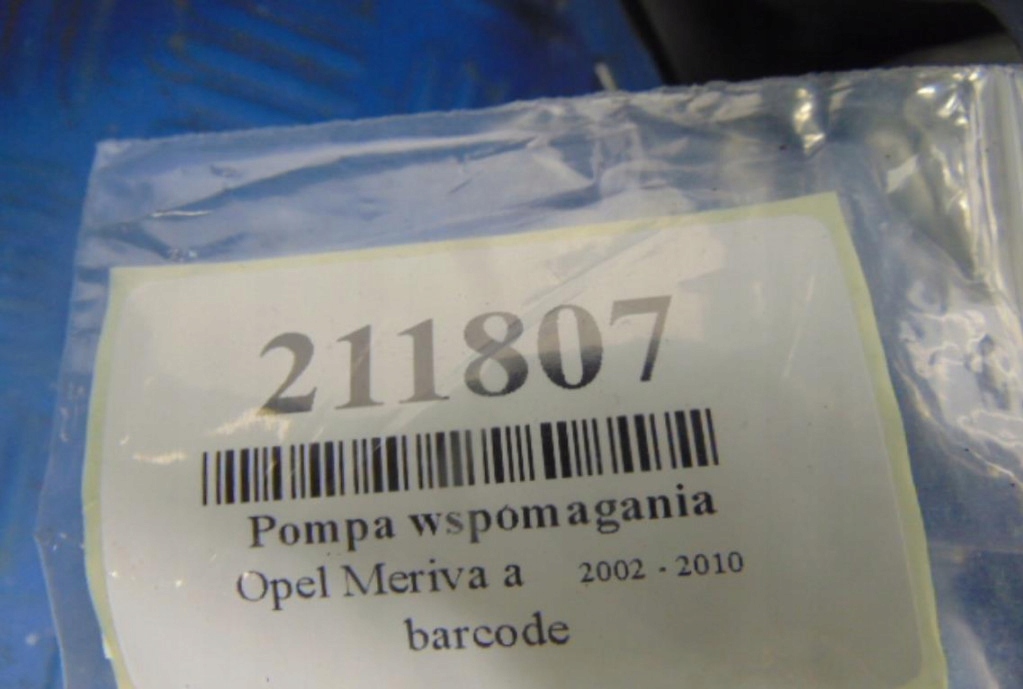 211807
Pompa wspomagania
Opel Meriva a 2002 - 2010
barcode